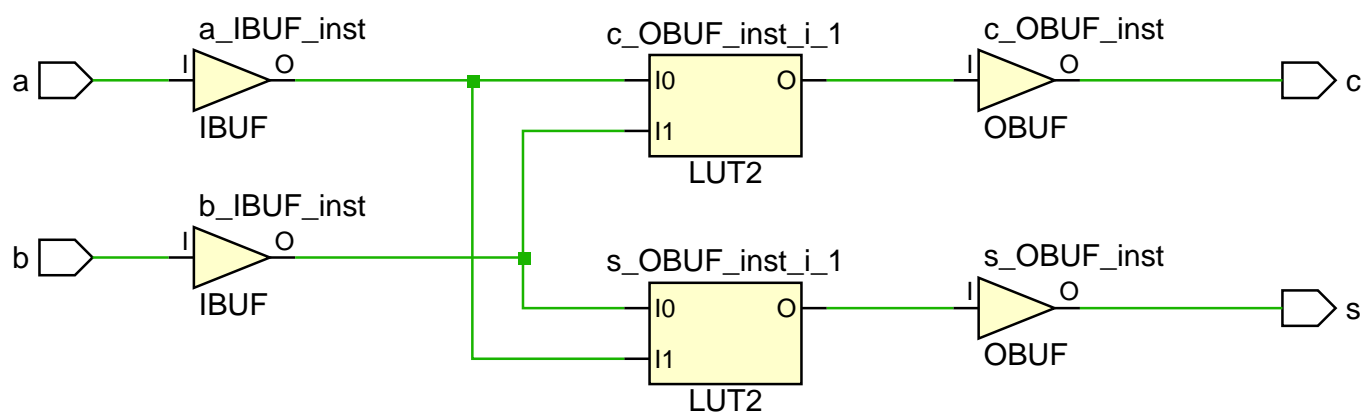 a_IBUF_inst
c_OBUF_inst_i_1
c_OBUF_inst
a
I
O
I0
O
I
O
c
I1
IBUF
OBUF
LUT2
b_IBUF_inst
b
I
O
s_OBUF_inst_i_1
s_OBUF_inst
IBUF
I0
O
I
O
s
I1
OBUF
LUT2